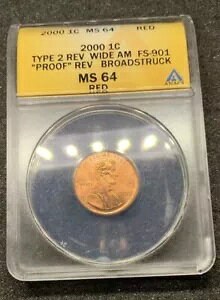 2000 1C MS 64 RED
2000 1C
TYPE 2 REV WIDE AM FS-901
"PROOF" REV BROADSTRUCK
MS 64
RED
ANACS